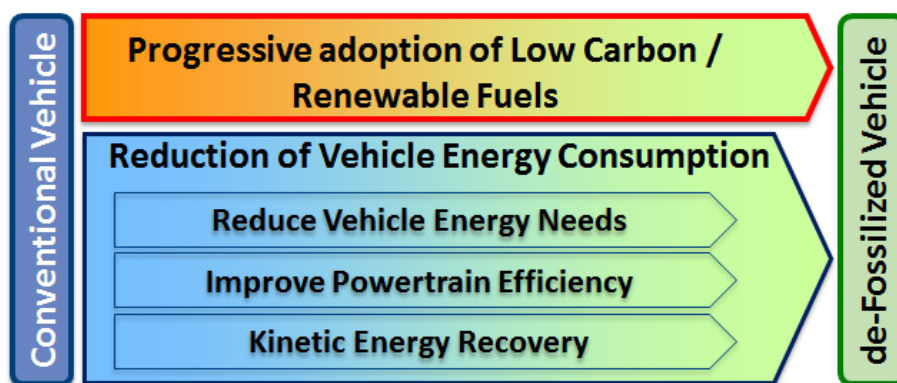 Conventional Vehicle
Progressive adoption of Low Carbon /
Renewable Fuels
Reduction of Vehicle Energy Consumption
Reduce Vehicle Energy Needs
Improve Powertrain Efficiency
Kinetic Energy Recovery
de-Fossilized Vehicle